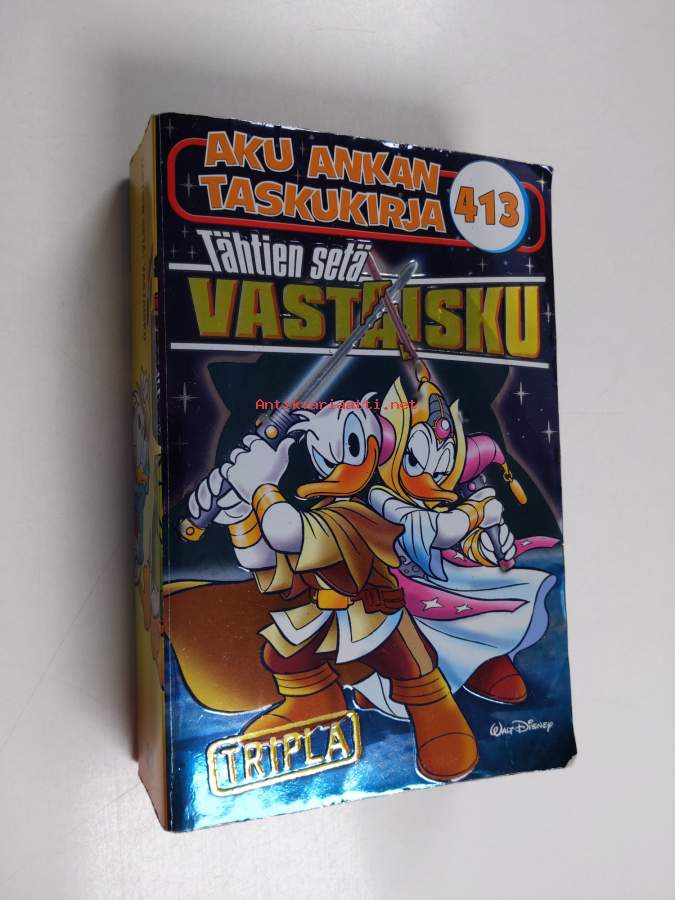 AKU ANKAN
TASKUKIRJA
413
Tähtien setä
VASTAISKU
Antikvariaatti.net
WALT DISNEY
TRIPLA